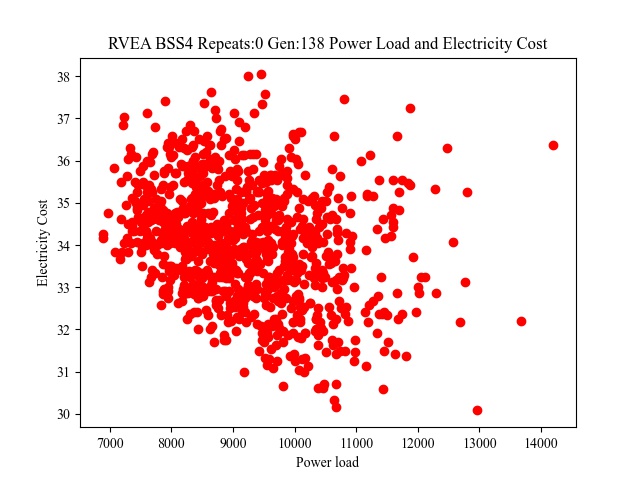 RVEA BSS4 Repeats:0 Gen:138 Power Load and Electricity Cost
38
37
36
35
34
33
32
31
30
Electricity Cost
7000 8000 9000 10000 11000 12000 13000 14000
Power load